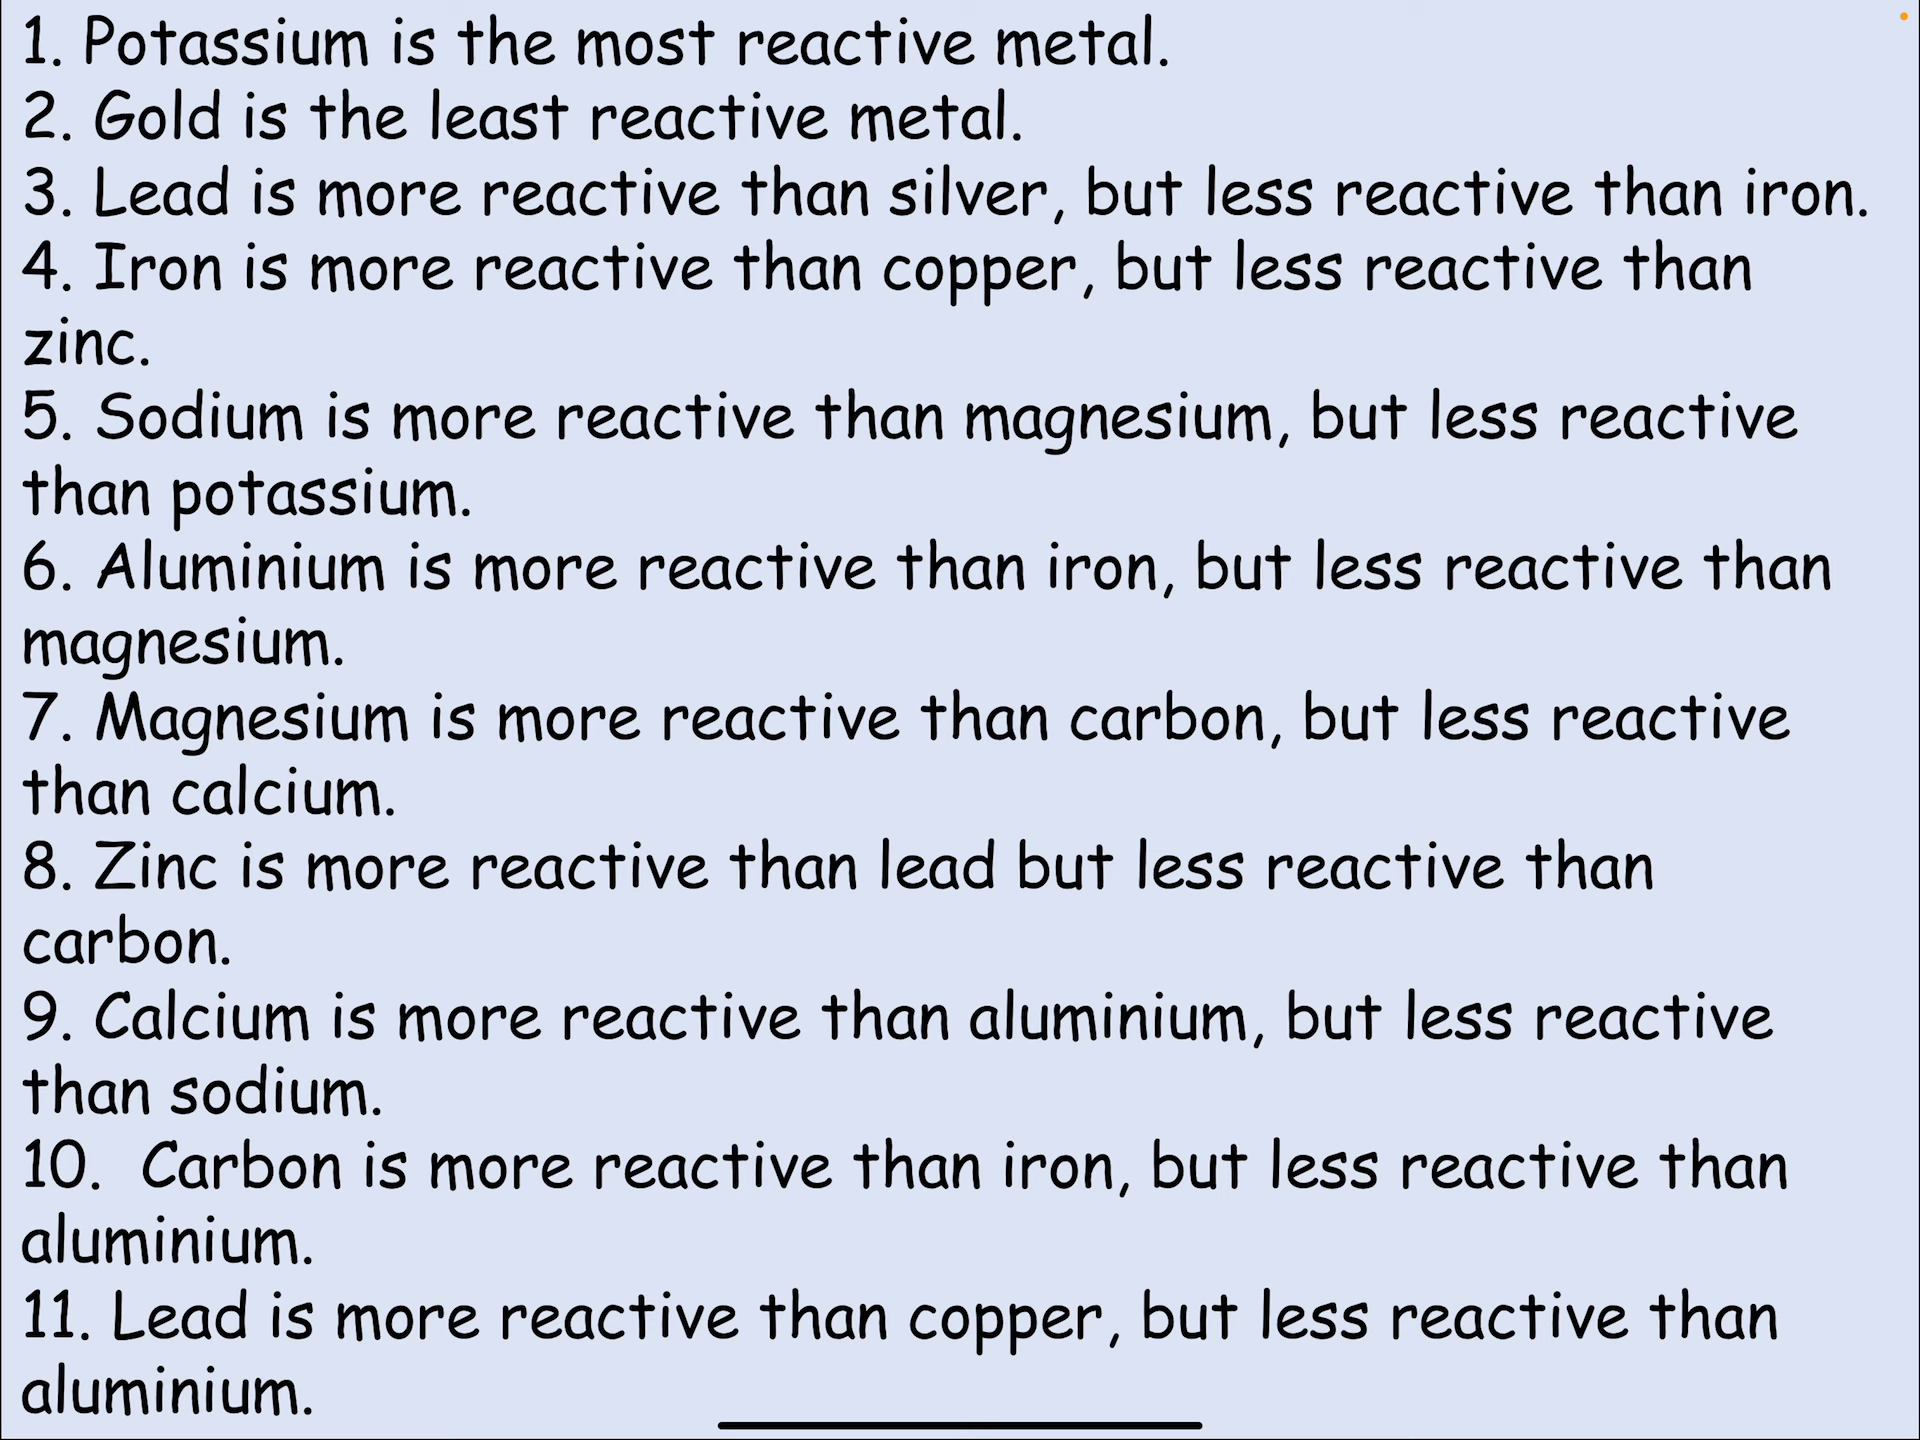 1. Potassium is the most reactive metal.
2. Gold is the least reactive metal.
3. Lead is more reactive than silver, but less reactive than iron.
4. Iron is more reactive than copper, but less reactive than
zinc.
5. Sodium is more reactive than magnesium, but less reactive
than potassium.
6. Aluminium is more reactive than iron, but less reactive than
magnesium.
7. Magnesium is more reactive than carbon, but less reactive
than calcium.
8. Zinc is more reactive than lead but less reactive than
carbon.
9. Calcium is more reactive than aluminium, but less reactive
than sodium.
10.  Carbon is more reactive than iron, but less reactive than
aluminium.
11. Lead is more reactive than copper, but less reactive than
aluminium.